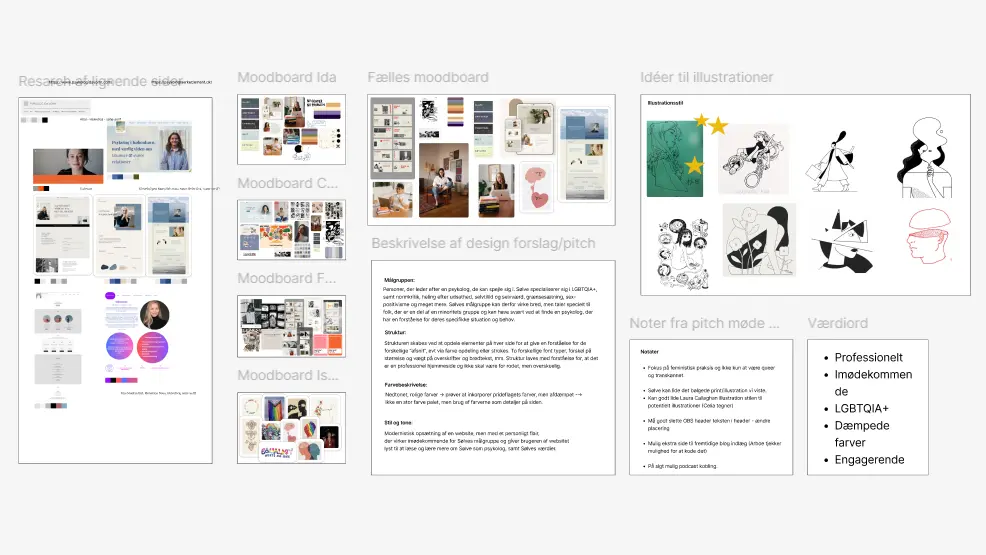 Resarch af lignende sider
Moodboard Ida
Fælles moodboard
Idéer til illustrationer
Illustrationsstil
Moodboard C...
Beskrivelse af design forslag/pitch
Målgruppen:
Personer, der leder efter en psykolog, de kan spejle sig i. Sølve specialiserer sig i LGBTQIA+,
samt normkritik, heling efter udsathed, selvtillid og selvværd, grænsesætning, sex-
positivisme og meget mere. Sølves målgruppe kan derfor virke bred, men taler specielt til
folk, der er en del af en minoritets gruppe og kan have svært ved at finde en psykolog, der
har en forståelse for deres specifikke situation og behov.
Struktur:
Strukturen skabes ved at opdele elementer på hver side for at give en forståelse for de
forskellige "afsnit", evt via farve opdeling eller strokes. To forskellige font typer, forskel på
størrelse og vægt på overskrifter og brødtekst, mm. Struktur laves med forståelse for, at det
er en professionel hjemmeside og ikke skal være for rodet, men overskuelig.
Farvebeskrivelse:
Nedtonet, rolige farver → prøver at inkorporer prideflagets farver, men afdæmpet →
ikke en stor farve palet, men brug af farverne som detaljer på siden.
Stil og tone:
Modernistisk opsætning af en website, men med et personligt flair,
der virker imødekommende for Sølves målgruppe og giver brugeren af websitet
lyst til at læse og lære mere om Sølve som psykolog, samt Sølves værdier.
Moodboard F...
Moodboard Is...
Noter fra pitch møde ...
Notater
Fokus på feministisk praksis og ikke kun at være queer
og transkønnet
Sølve kan lide det bølgede print/illustration vi viste.
Kan godt lide Laura Callaghan illustration stilen til
potentielt illustrationer (Celia tegner)
Må god slette OBS header teksten i header - ændre
placering
Mulig ekstra side til fremtidige blog indlæg (Artice tjekker
mulighed for at kode det)
På sigt mulig podcast kobling.
Værdiord
Professionelt
Imødekommen
de
LGBTQIA+
Dæmpede
farver
Engagerende